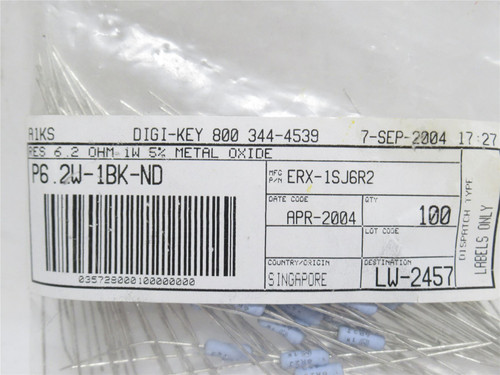 A1KS DIGI-KEY 800 344-4539 7-SEP-2004 17:27
RES 6.2 OHM 1W 5% METAL OXIDE
P6.2W-1BK-ND
MFG P/N ERX-1SJ6R2
DATE CODE QTY
APR-2004 100
LOT CODE
COUNTRY/ORIGIN DESTINATION
SINGAPORE LW-2457
DISPATCH TYPE
LABELS ONLY
035728000100000000